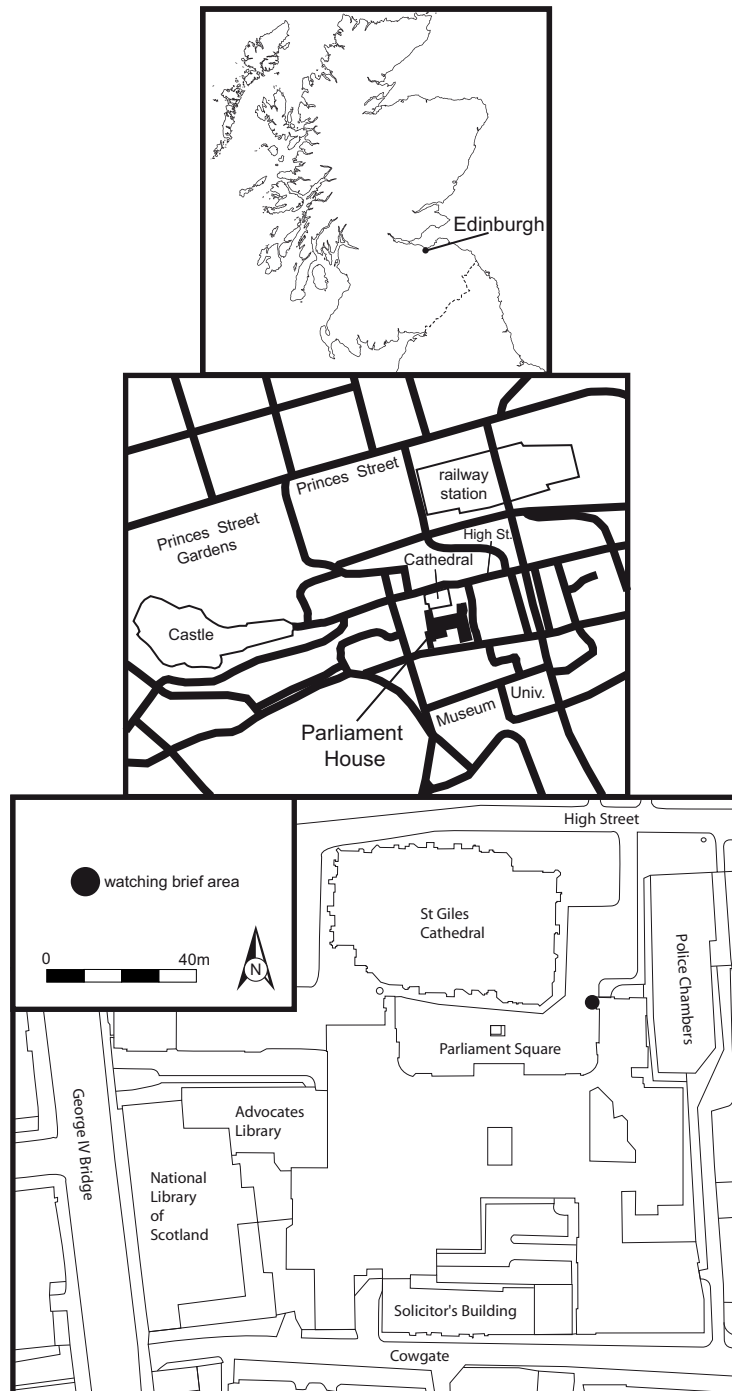 Edinburgh
Princes Street
railway
station
Princes Street
Gardens
High St.
Cathedral
Castle
Univ.
Museum
Parliament
House
High Street
watching brief area
St Giles
Cathedral
Police Chambers
0 40m
N
Parliament Square
George IV Bridge
Advocates
Library
National
Library
of
Scotland
Solicitor's Building
Cowgate